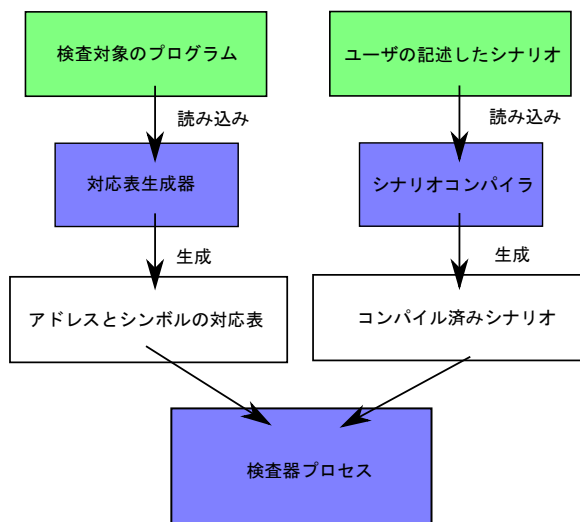 検査対象のプログラム
ユーザの記述したシナリオ
読み込み
読み込み
対応表生成器
シナリオコンパイラ
生成
生成
アドレスとシンボルの対応表
コンパイル済みシナリオ
検査器プロセス